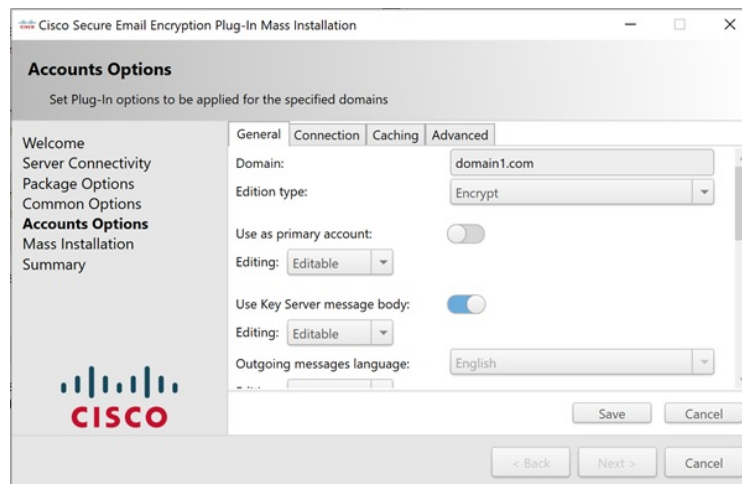 Cisco Secure Email Encryption Plug-In Mass Installation
Accounts Options
Set Plug-In options to be applied for the specified domains
Welcome
Server Connectivity
Package Options
Common Options
Accounts Options
Mass Installation
Summary
CISCO
General Connection Caching Advanced
Domain: domain1.com
Edition type: Encrypt
Use as primary account:
Editing: Editable
Use Key Server message body:
Editing: Editable
Outgoing messages language: English
Save Cancel
< Back Next > Cancel